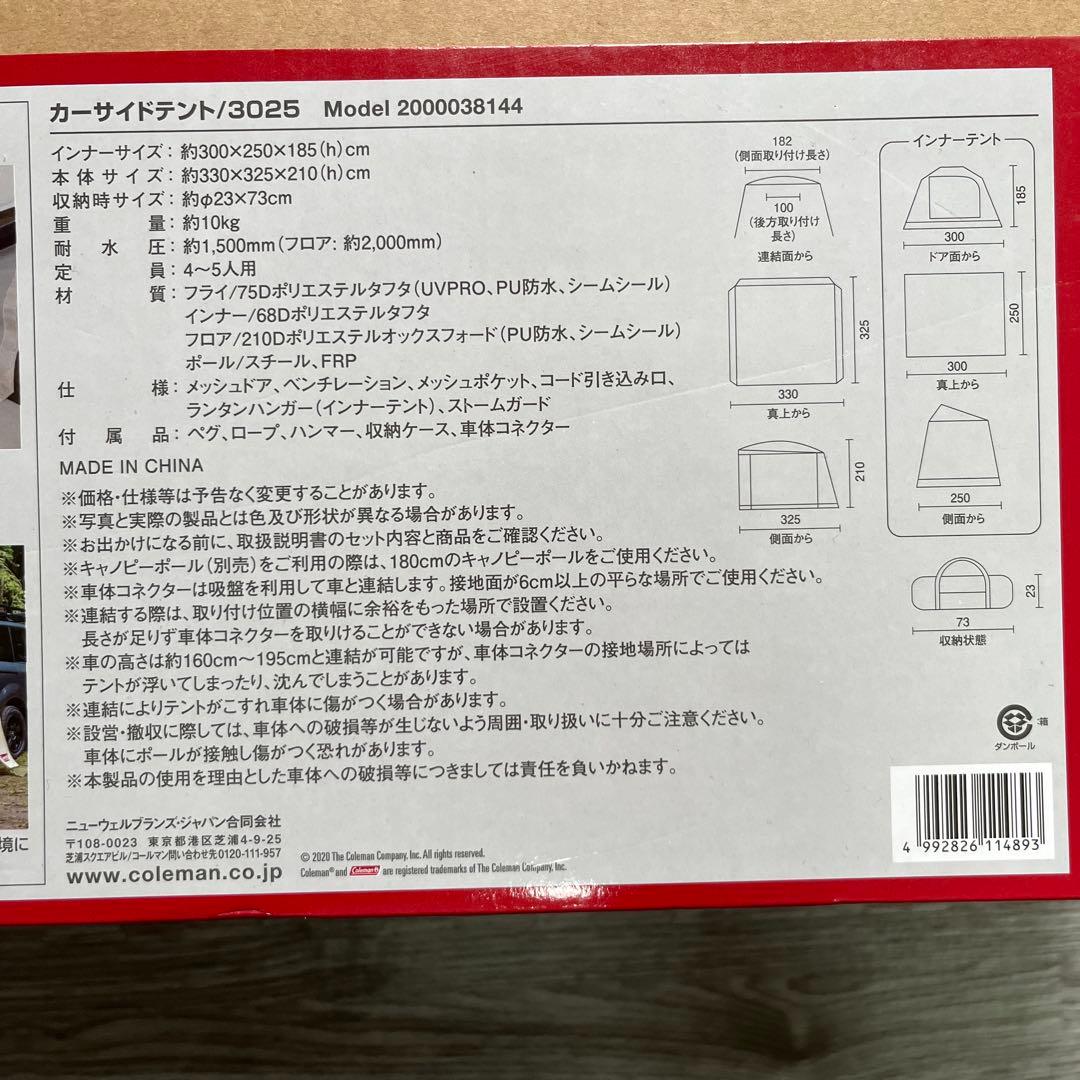 カーサイドテント/3025 Model 2000038144
インナーサイズ：約300×250×185（h）cm
本体サイズ：約330×325×210（h）cm
収納時サイズ：約φ23×73cm
重量：約10kg
耐水圧：約1,500mm（フロア：約2,000mm）
定員：4〜5人用
材質：フライ/75Dポリエステルタフタ（UVPRO、PU防水、シームシール）
インナー/68Dポリエステルタフタ
フロア/210Dポリエステルオックスフォード（PU防水、シームシール）
ポール/スチール、FRP
仕様：メッシュドア、ベンチレーション、メッシュポケット、コード引き込み口、
ランタンハンガー（インナーテント）、ストームガード
付属品：ペグ、ロープ、ハンマー、収納ケース、車体コネクター
MADE IN CHINA
※価格・仕様等は予告なく変更することがあります。
※写真と実際の製品とは色及び形状が異なる場合があります。
※お出かけになる前に、取扱説明書のセット内容と商品をご確認ください。
※キャノピーポール（別売）をご利用の際は、180cmのキャノピーポールをご使用ください。
※車体コネクターは吸盤を利用して車と連結します。接地面が6cm以上の平らな場所でご使用ください。
※連結する際は、取り付け位置の横幅に余裕をもった場所で設置ください。
長さが足りず車体コネクターを取りけることができない場合があります。
※車の高さは約160cm〜195cmと連結が可能ですが、車体コネクターの接地場所によっては
テントが浮いてしまったり、沈んでしまうことがあります。
※連結によりテントがこすれ車体に傷がつく場合があります。
※設営・撤収に際しては、車体への破損等が生じないよう周囲・取り扱いに十分ご注意ください。
車体にポールが接触し傷がつく恐れがあります。
※本製品の使用を理由とした車体への破損等につきましては責任を負いかねます。
ニューウェルブランズ・ジャパン合同会社
〒108-0023 東京都港区芝浦4-9-25
芝浦スクエアビル/コールマン問い合わせ先0120-111-957
www.coleman.co.jp
© 2020 The Coleman Company, Inc. All rights reserved.
Coleman® and Coleman® are registered trademarks of The Coleman Company, Inc.
182
（側面取り付け長さ）
100
（後方取り付け
長さ）
連結面から
325
330
真上から
210
325
側面から
インナーテント
185
300
ドア面から
250
300
真上から
250
側面から
23
73
収納状態
:箱
ダンボール
4 992826 114893
境に